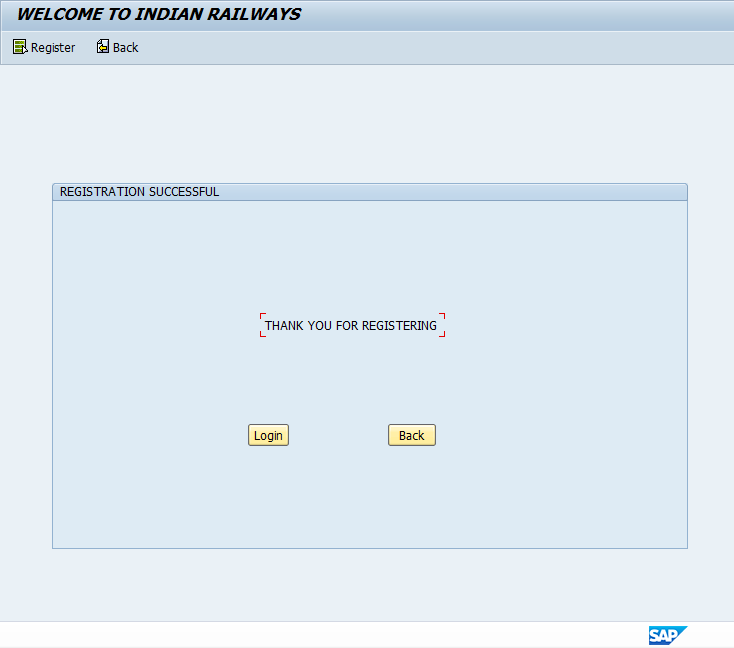 WELCOME TO INDIAN RAILWAYS
Register Back
REGISTRATION SUCCESSFUL
THANK YOU FOR REGISTERING
Login Back
SAP